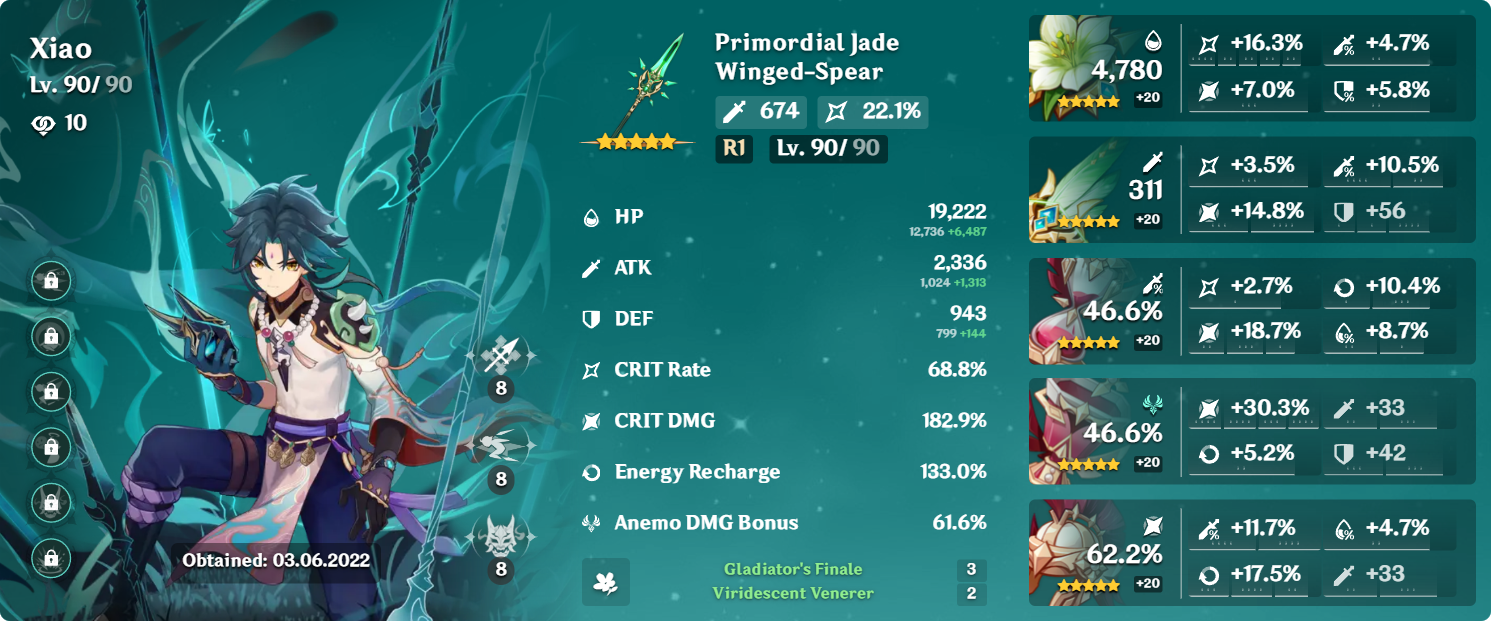 Xiao
Lv. 90/ 90
10
8
8
8
Obtained: 03.06.2022
Primordial Jade
Winged-Spear
674 22.1%
R1 Lv. 90/ 90
HP 19,222
12,736 +6,487
ATK 2,336
1,024 +1,313
DEF 943
799 +144
CRIT Rate 68.8%
CRIT DMG 182.9%
Energy Recharge 133.0%
Anemo DMG Bonus 61.6%
Gladiator's Finale 3
Viridescent Venerer 2
4,780
+20
+16.3% +4.7%
+7.0% +5.8%
311
+20
+3.5% +10.5%
+14.8% +56
46.6%
+20
+2.7% +10.4%
+18.7% +8.7%
46.6%
+20
+30.3% +33
+5.2% +42
62.2%
+20
+11.7% +4.7%
+17.5% +33